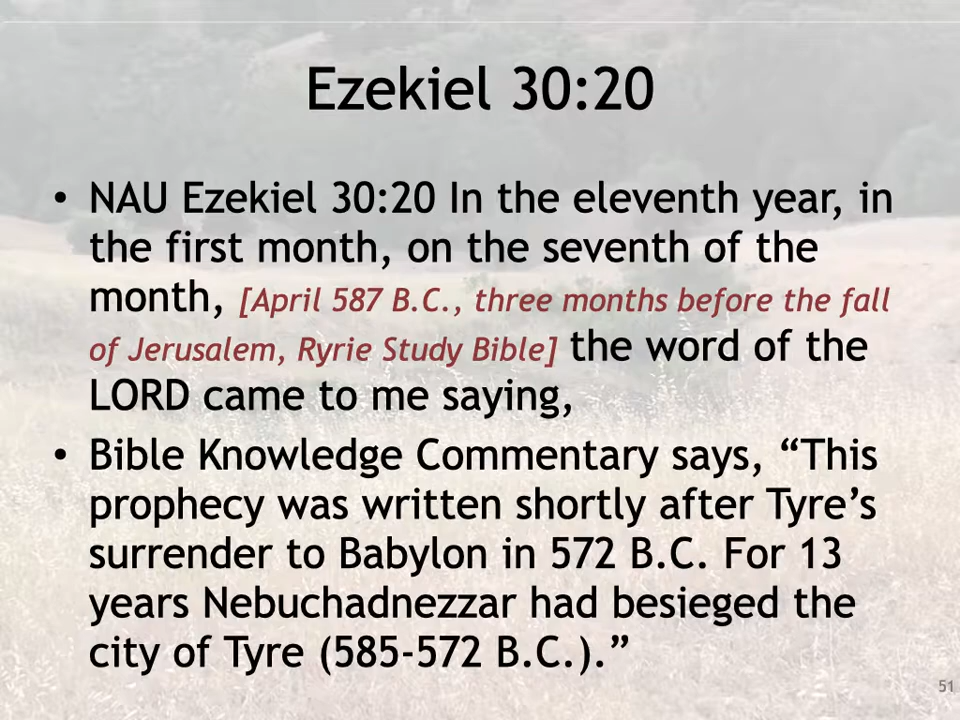 Ezekiel 30:20
• NAU Ezekiel 30:20 In the eleventh year, in
the first month, on the seventh of the
month, [April 587 B.C., three months before the fall
of Jerusalem, Ryrie Study Bible] the word of the
LORD came to me saying,
• Bible Knowledge Commentary says, “This
prophecy was written shortly after Tyre’s
surrender to Babylon in 572 B.C. For 13
years Nebuchadnezzar had besieged the
city of Tyre (585-572 B.C.).”
51